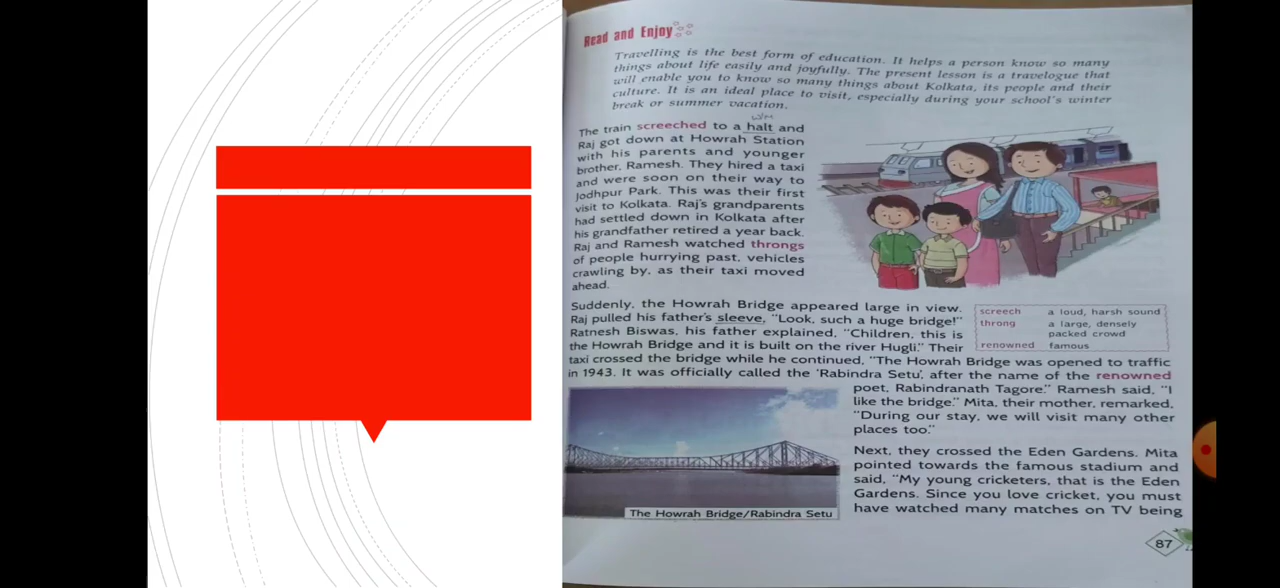 Read and Enjoy
Travelling is the best form of education. It helps a person know so many
things about life easily and joyfully. The present lesson is a travelogue that
will enable you to know so many things about Kolkata, its people and their
culture. It is an ideal place to visit, especially during your school's winter
break or summer vacation.
The train screeched to a halt and
Raj got down at Howrah Station
with his parents and younger
brother, Ramesh. They hired a taxi
and were soon on their way to
Jodhpur Park. This was their first
visit to Kolkata. Raj's grandparents
had settled down in Kolkata after
his grandfather retired a year back.
Raj and Ramesh watched throngs
of people hurrying past, vehicles
crawling by, as their taxi moved
ahead.
Suddenly, the Howrah Bridge appeared large in view.
Raj pulled his father's sleeve, "Look, such a huge bridge!"
Ratnesh Biswas, his father explained, "Children, this is
the Howrah Bridge and it is built on the river Hugli." Their
taxi crossed the bridge while he continued, "The Howrah Bridge was opened to traffic
in 1943. It was officially called the 'Rabindra Setu', after the name of the renowned
poet, Rabindranath Tagore." Ramesh said, "I
like the bridge." Mita, their mother, remarked,
"During our stay, we will visit many other
places too."
screech a loud, harsh sound
throng a large, densely
packed crowd
renowned famous
The Howrah Bridge/Rabindra Setu
Next, they crossed the Eden Gardens. Mita
pointed towards the famous stadium and
said, "My young cricketers, that is the Eden
Gardens. Since you love cricket, you must
have watched many matches on TV being
87